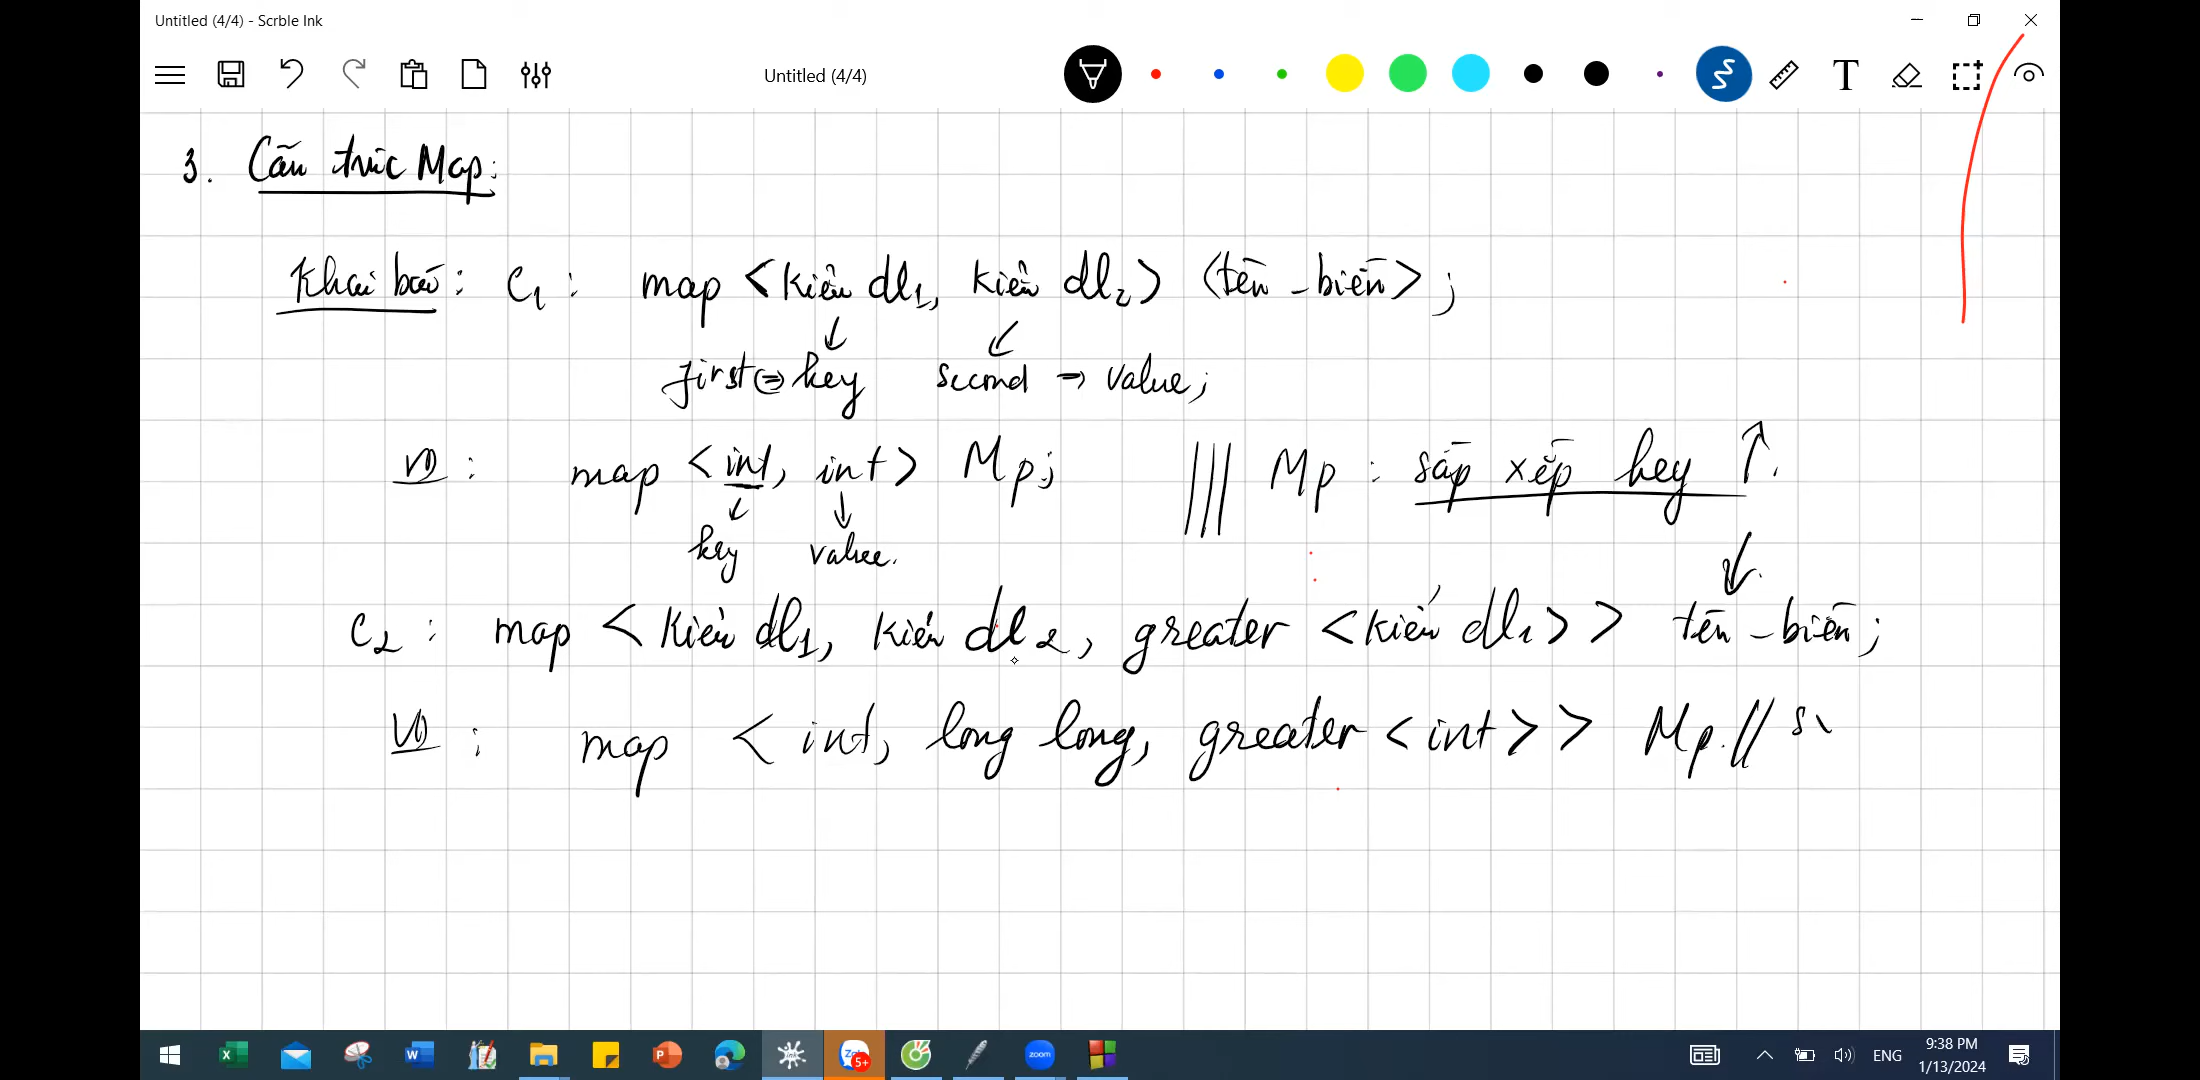 Untitled (4/4) - Scrble Ink
Untitled (4/4)
T
3. Cấu trúc Map:
Khai báo: C1: map <kiểu dl1, kiểu dl2> <tên_biến>;
first => key second -> value;
VD: map <int, int> Mp; ||| Mp: sắp xếp key ↑.
key value.
C2: map <kiểu dl1, kiểu dl2, greater <kiểu dl1>> tên_biến;
VD: map <int, long long, greater <int>> Mp. //
zoom
5+
ENG
9:38 PM
1/13/2024